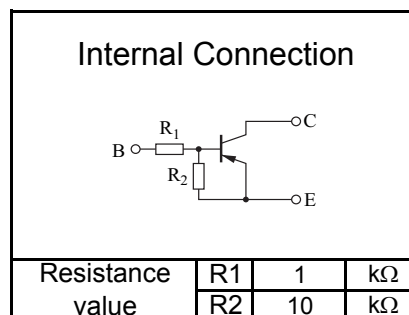 Internal Connection
C
R1
B
R2
E
Resistance value
R1 1 kΩ
R2 10 kΩ